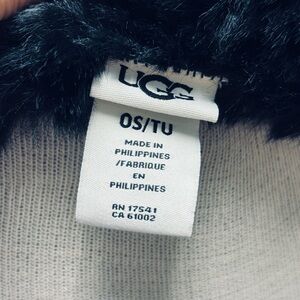 UGG
OS/TU
MADE IN
PHILIPPINES
/FABRIQUE
EN
PHILIPPINES
RN 17541
CA 61002